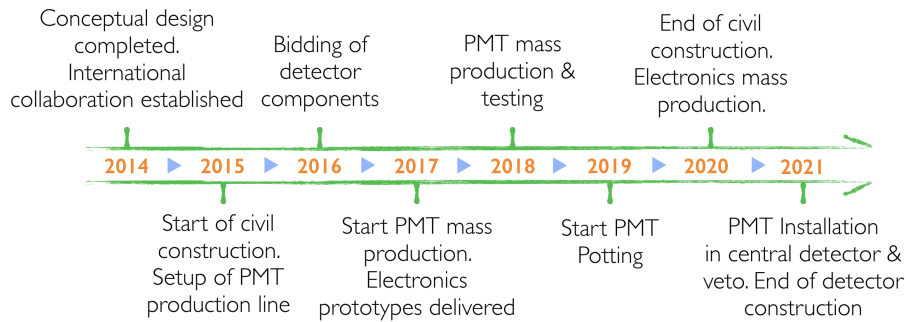 Conceptual design
completed.
International
collaboration established
Bidding of
detector
components
PMT mass
production &
testing
End of civil
construction.
Electronics mass
production.
2014 2015 2016 2017 2018 2019 2020 2021
Start of civil
construction.
Setup of PMT
production line
Start PMT mass
production.
Electronics
prototypes delivered
Start PMT
Potting
PMT Installation
in central detector &
veto. End of detector
construction